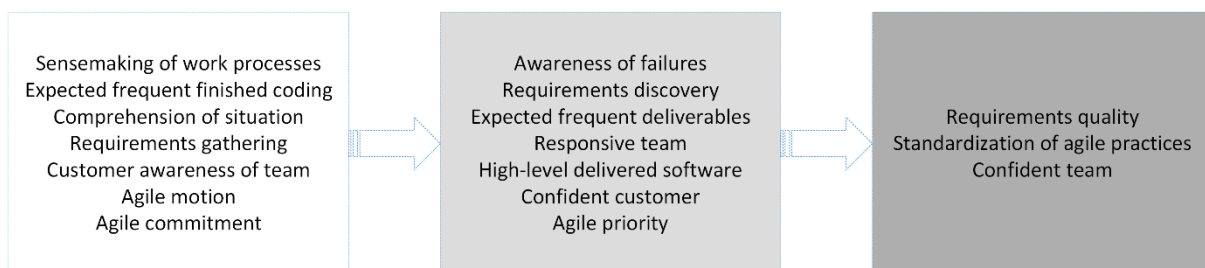 Sensemaking of work processes
Expected frequent finished coding
Comprehension of situation
Requirements gathering
Customer awareness of team
Agile motion
Agile commitment
Awareness of failures
Requirements discovery
Expected frequent deliverables
Responsive team
High-level delivered software
Confident customer
Agile priority
Requirements quality
Standardization of agile practices
Confident team